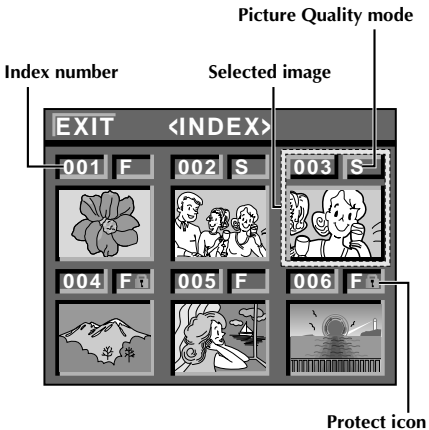 Picture Quality mode
Index number
Selected image
EXIT <INDEX>
001 F 002 S 003 S
004 F 005 F 006 F
Protect icon